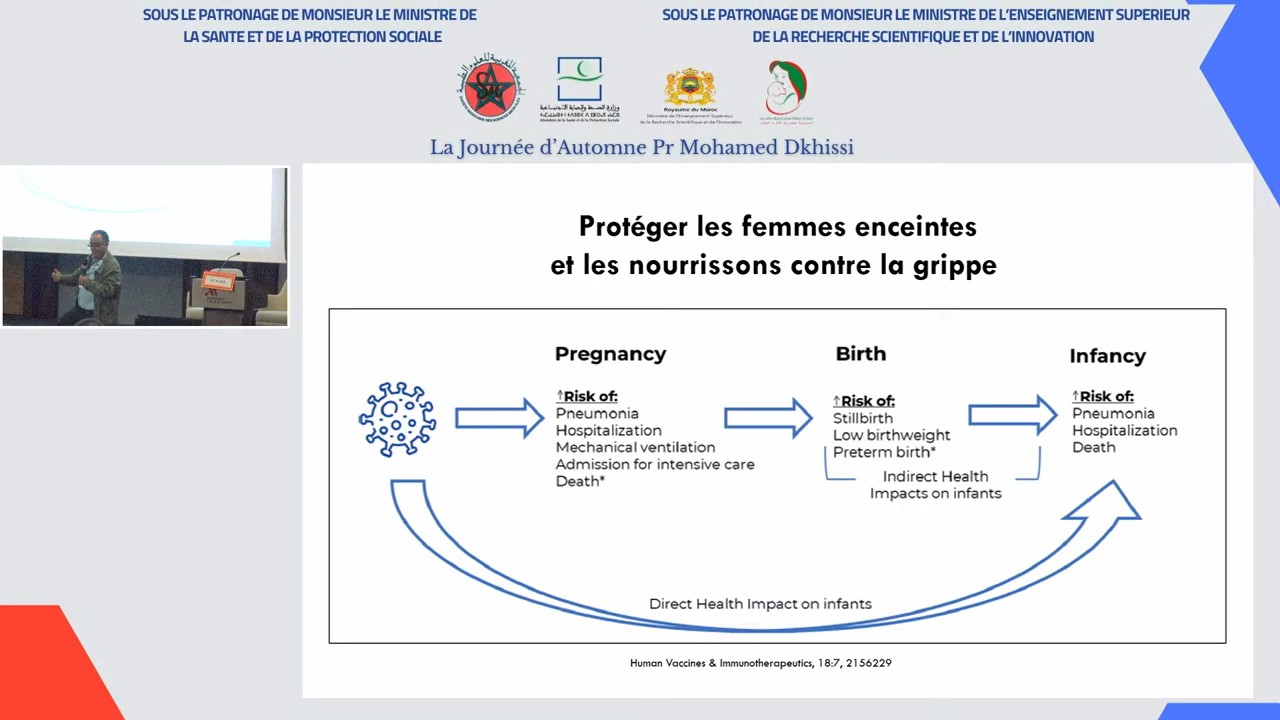 SOUS LE PATRONAGE DE MONSIEUR LE MINISTRE DE
LA SANTE ET DE LA PROTECTION SOCIALE
SOUS LE PATRONAGE DE MONSIEUR LE MINISTRE DE L'ENSEIGNEMENT SUPERIEUR
DE LA RECHERCHE SCIENTIFIQUE ET DE L'INNOVATION
Royaume du Maroc
La Journée d'Automne Pr Mohamed Dkhissi
Protéger les femmes enceintes
et les nourrissons contre la grippe
Pregnancy
↑Risk of:
Pneumonia
Hospitalization
Mechanical ventilation
Admission for intensive care
Death*
Birth
↑Risk of:
Stillbirth
Low birthweight
Preterm birth*
Indirect Health
Impacts on infants
Infancy
↑Risk of:
Pneumonia
Hospitalization
Death
Direct Health Impact on infants
Human Vaccines & Immunotherapeutics, 18:7, 2156229